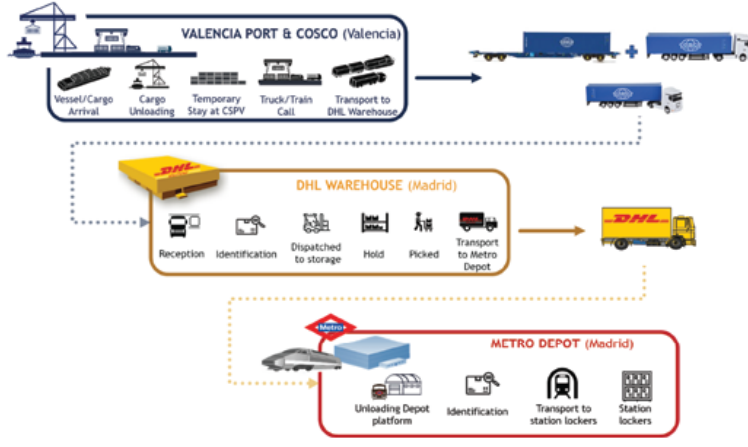 VALENCIA PORT & COSCO (Valencia)
Vessel/Cargo
Arrival
Cargo
Unloading
Temporary
Stay at CSPV
Truck/Train
Call
Transport to
DHL Warehouse
+
COSCO
DHL
DHL WAREHOUSE (Madrid)
Reception
Identification
Dispatched
to storage
Hold
Picked
Transport
to Metro
Depot
DHL
Metro
METRO DEPOT (Madrid)
Unloading Depot
platform
Identification
Transport to
station lockers
Station
lockers